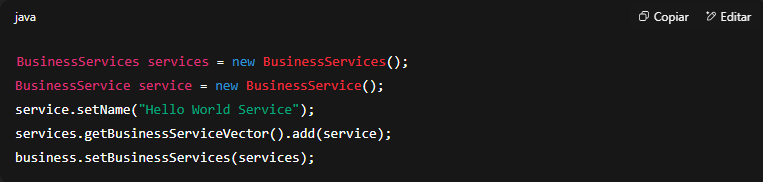 java
Copiar
Editar
BusinessServices services = new BusinessServices();
BusinessService service = new BusinessService();
service.setName("Hello World Service");
services.getBusinessServiceVector().add(service);
business.setBusinessServices(services);